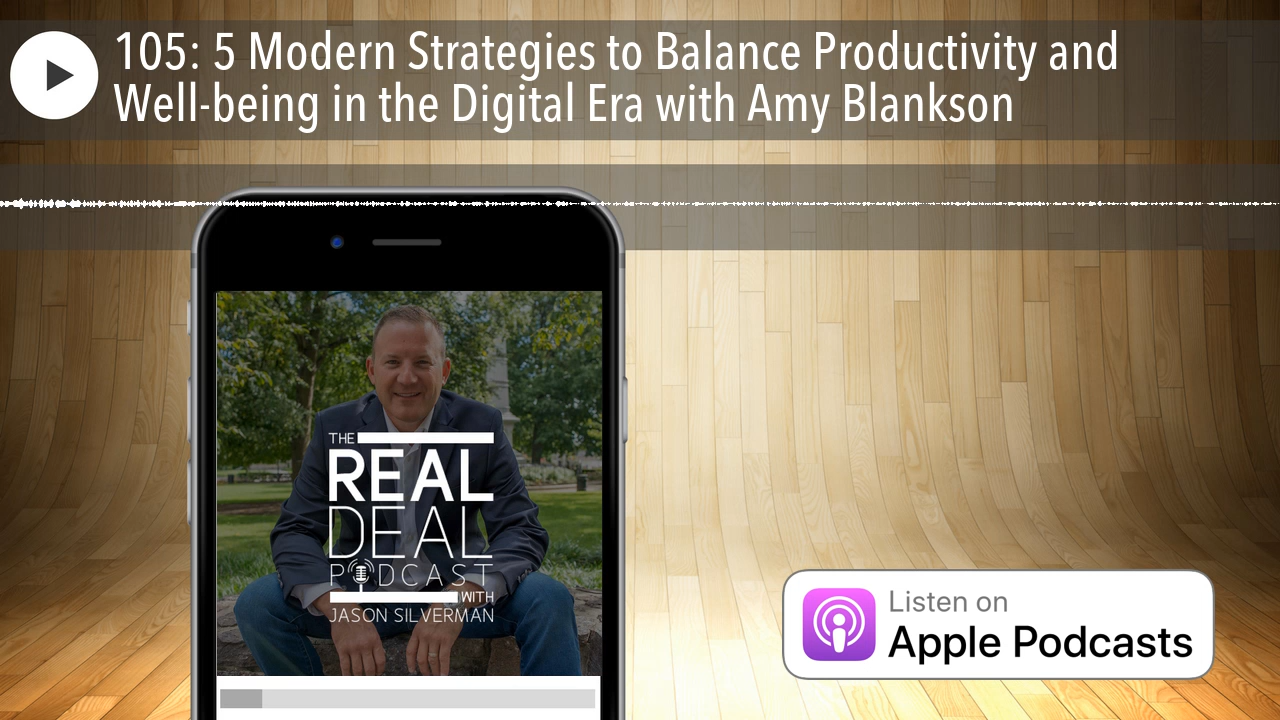 105: 5 Modern Strategies to Balance Productivity and
Well-being in the Digital Era with Amy Blankson
THE
REAL
DEAL
PODCAST
WITH
JASON SILVERMAN
Listen on
Apple Podcasts